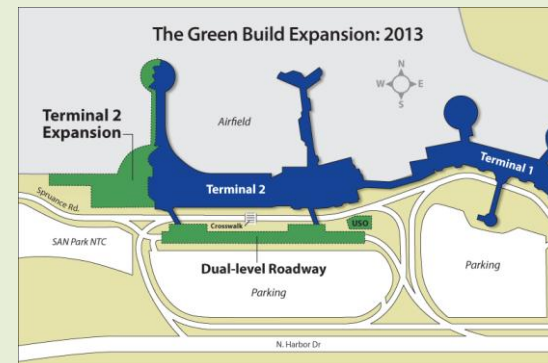 The Green Build Expansion: 2013
N
W E
S
Terminal 2
Expansion
Airfield
Terminal 1
Terminal 2
Spruance Rd.
Crosswalk
USO
SAN Park NTC
Dual-level Roadway
Parking
Parking
N. Harbor Dr